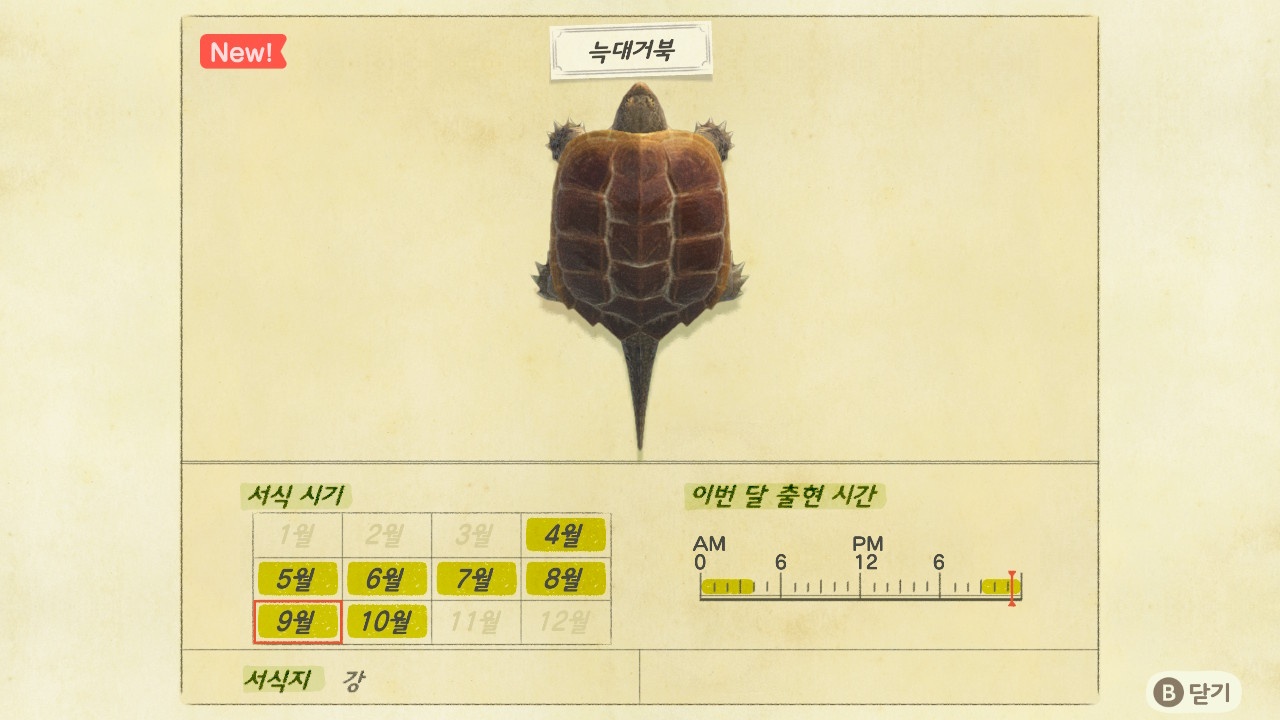 New!
늑대거북
서식 시기
1월 2월 3월 4월
5월 6월 7월 8월
9월 10월 11월 12월
이번 달 출현 시간
AM PM
0 6 12 6
서식지 강
B 닫기